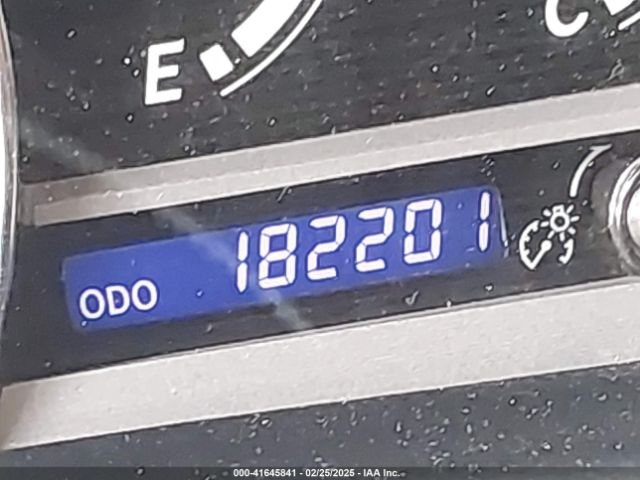 E
C
ODO 182201
000-41645841 - 02/25/2025 - IAA Inc.